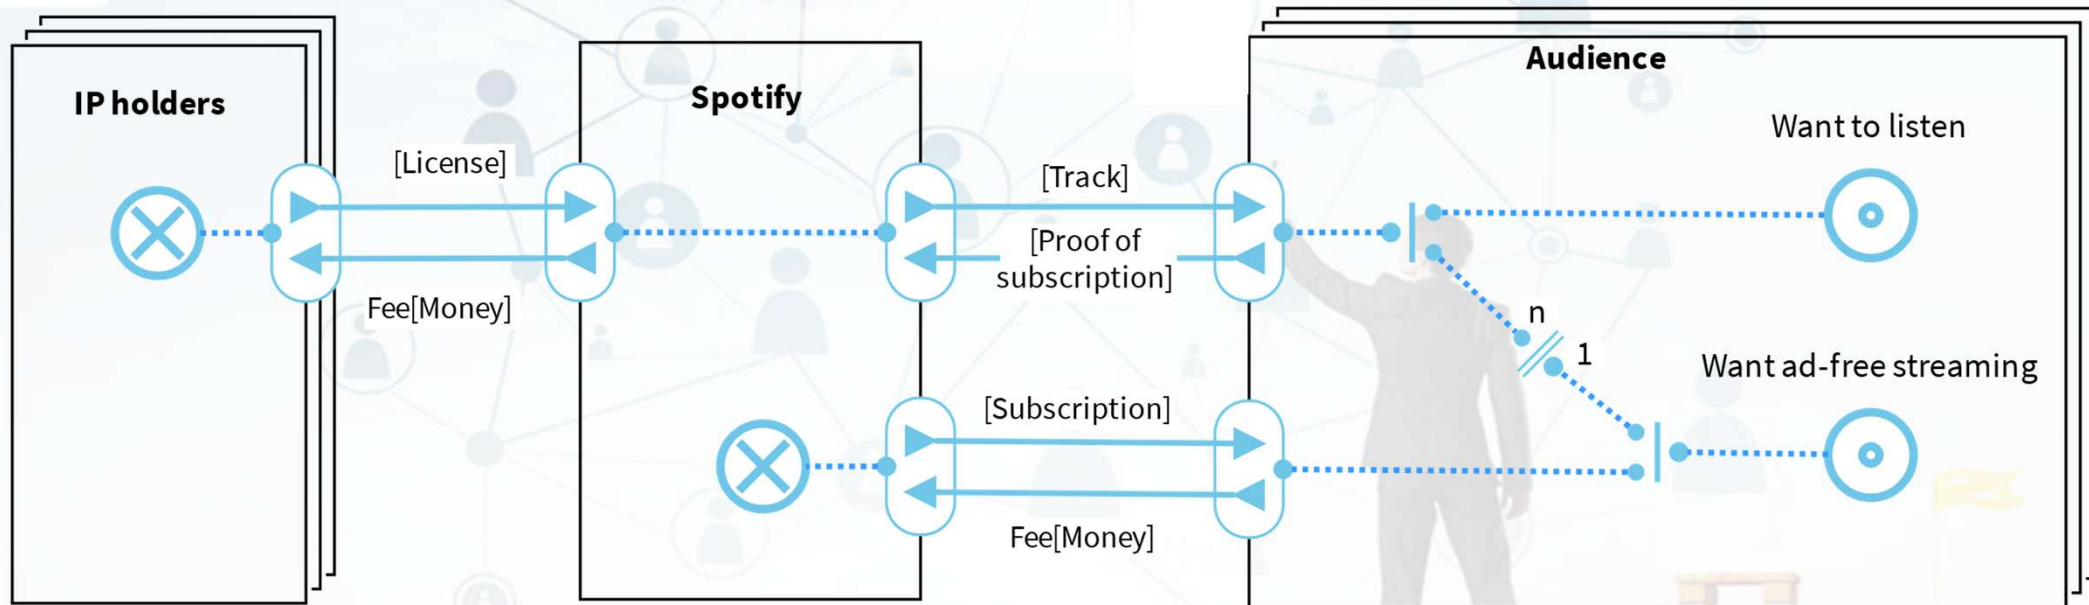 IP holders
Spotify
Audience
Want to listen
[License]
[Track]
[Proof of
subscription]
Fee[Money]
n
1
Want ad-free streaming
[Subscription]
Fee[Money]